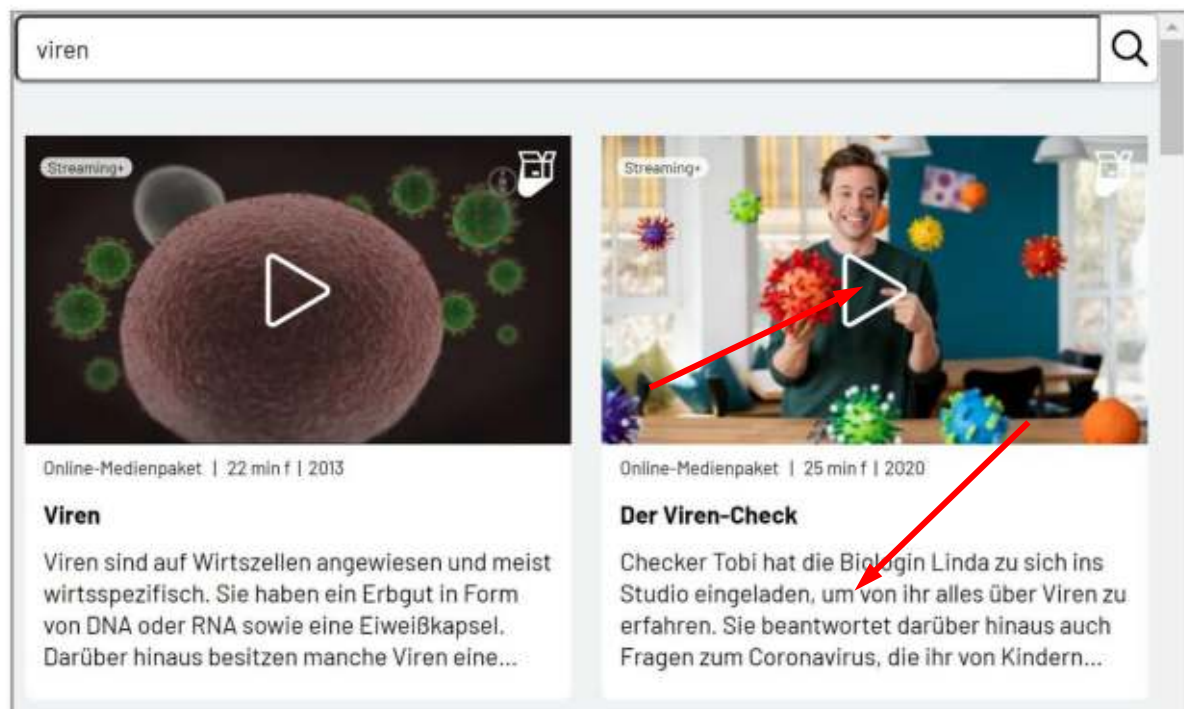 viren
Streaming+
Online-Medienpaket | 22 min f | 2013
Viren
Viren sind auf Wirtszellen angewiesen und meist
wirtsspezifisch. Sie haben ein Erbgut in Form
von DNA oder RNA sowie eine Eiweißkapsel.
Darüber hinaus besitzen manche Viren eine...
Streaming+
Online-Medienpaket | 25 min f | 2020
Der Viren-Check
Checker Tobi hat die Biologin Linda zu sich ins
Studio eingeladen, um von ihr alles über Viren zu
erfahren. Sie beantwortet darüber hinaus auch
Fragen zum Coronavirus, die ihr von Kindern...